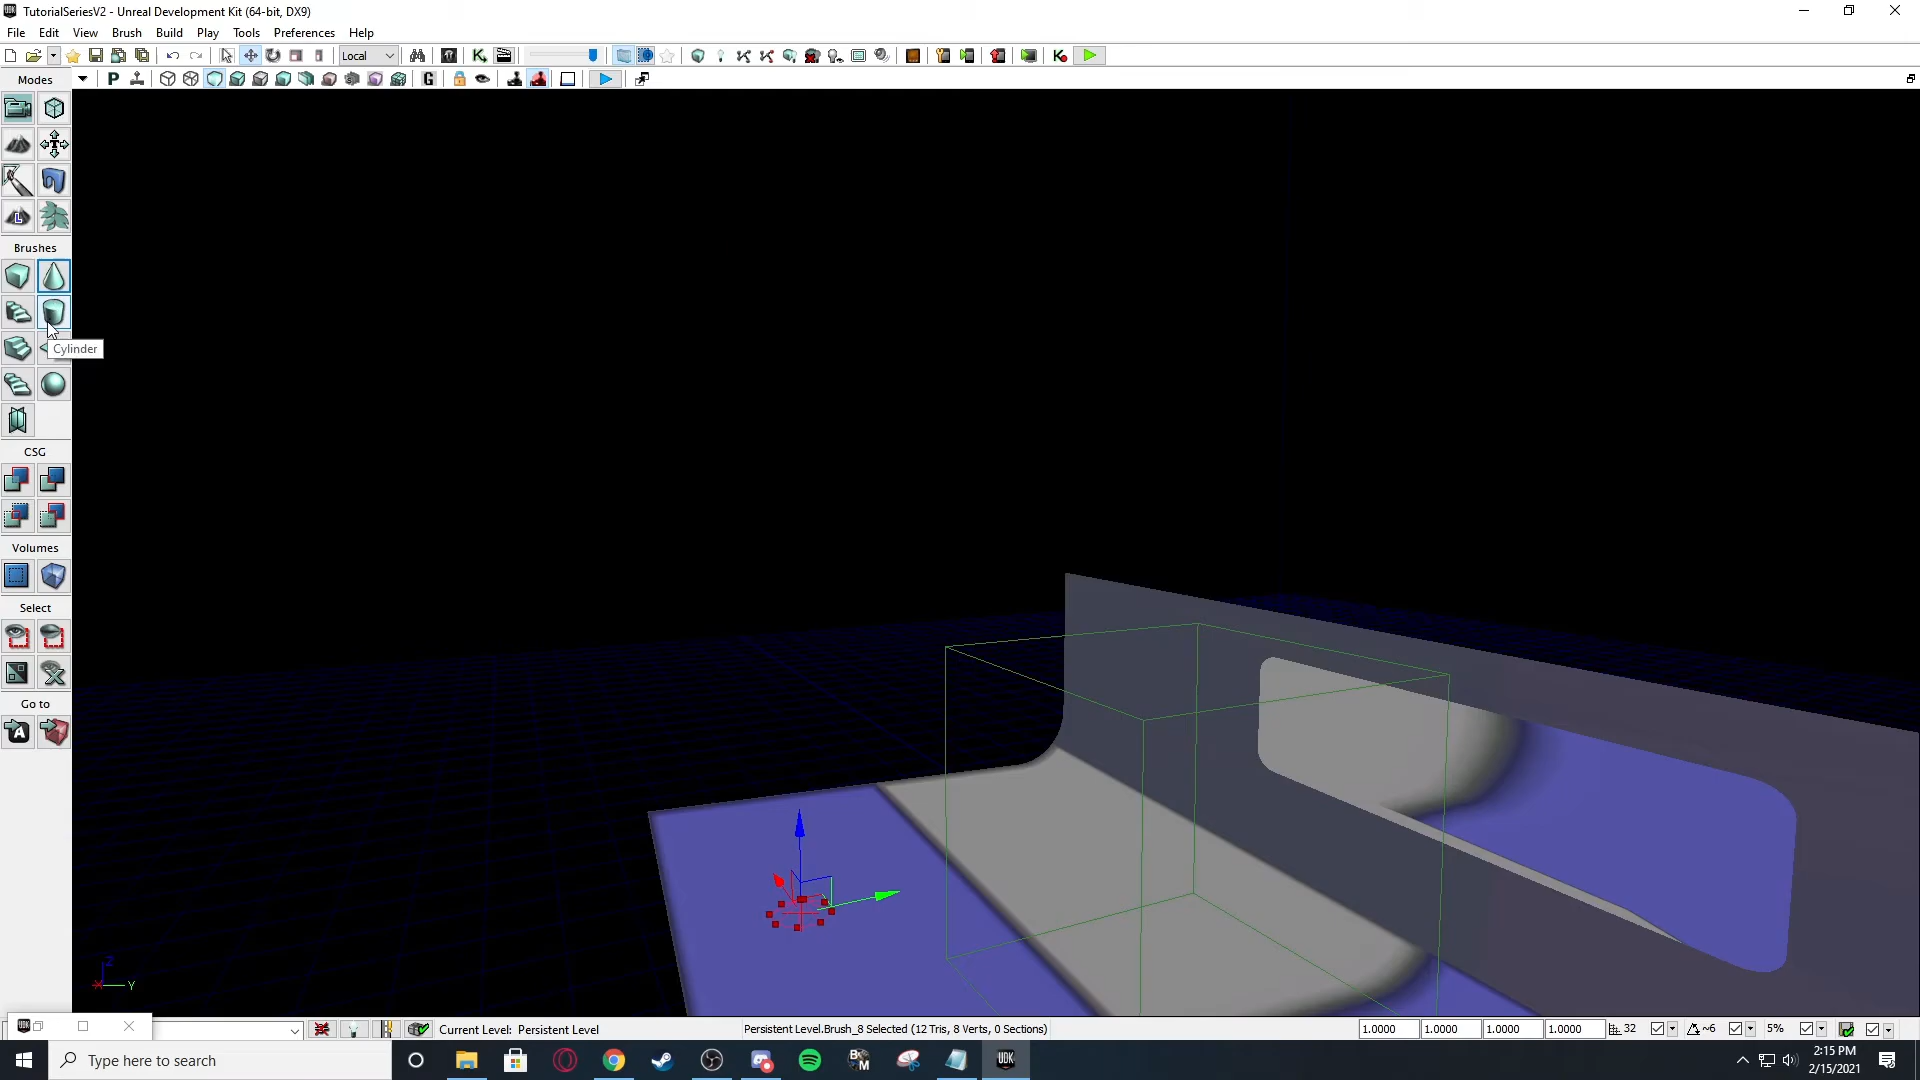 TutorialSeriesV2 - Unreal Development Kit (64-bit, DX9)
File Edit View Brush Build Play Tools Preferences Help
Local
Modes
P
G
L
Brushes
Cylinder
CSG
Volumes
Select
Go to
A
Z
Y
X
Current Level: Persistent Level
Persistent Level.Brush_8 Selected (12 Tris, 8 Verts, 0 Sections)
1.0000 1.0000 1.0000 1.0000 32 ~6 5%
Type here to search
2:15 PM
2/15/2021